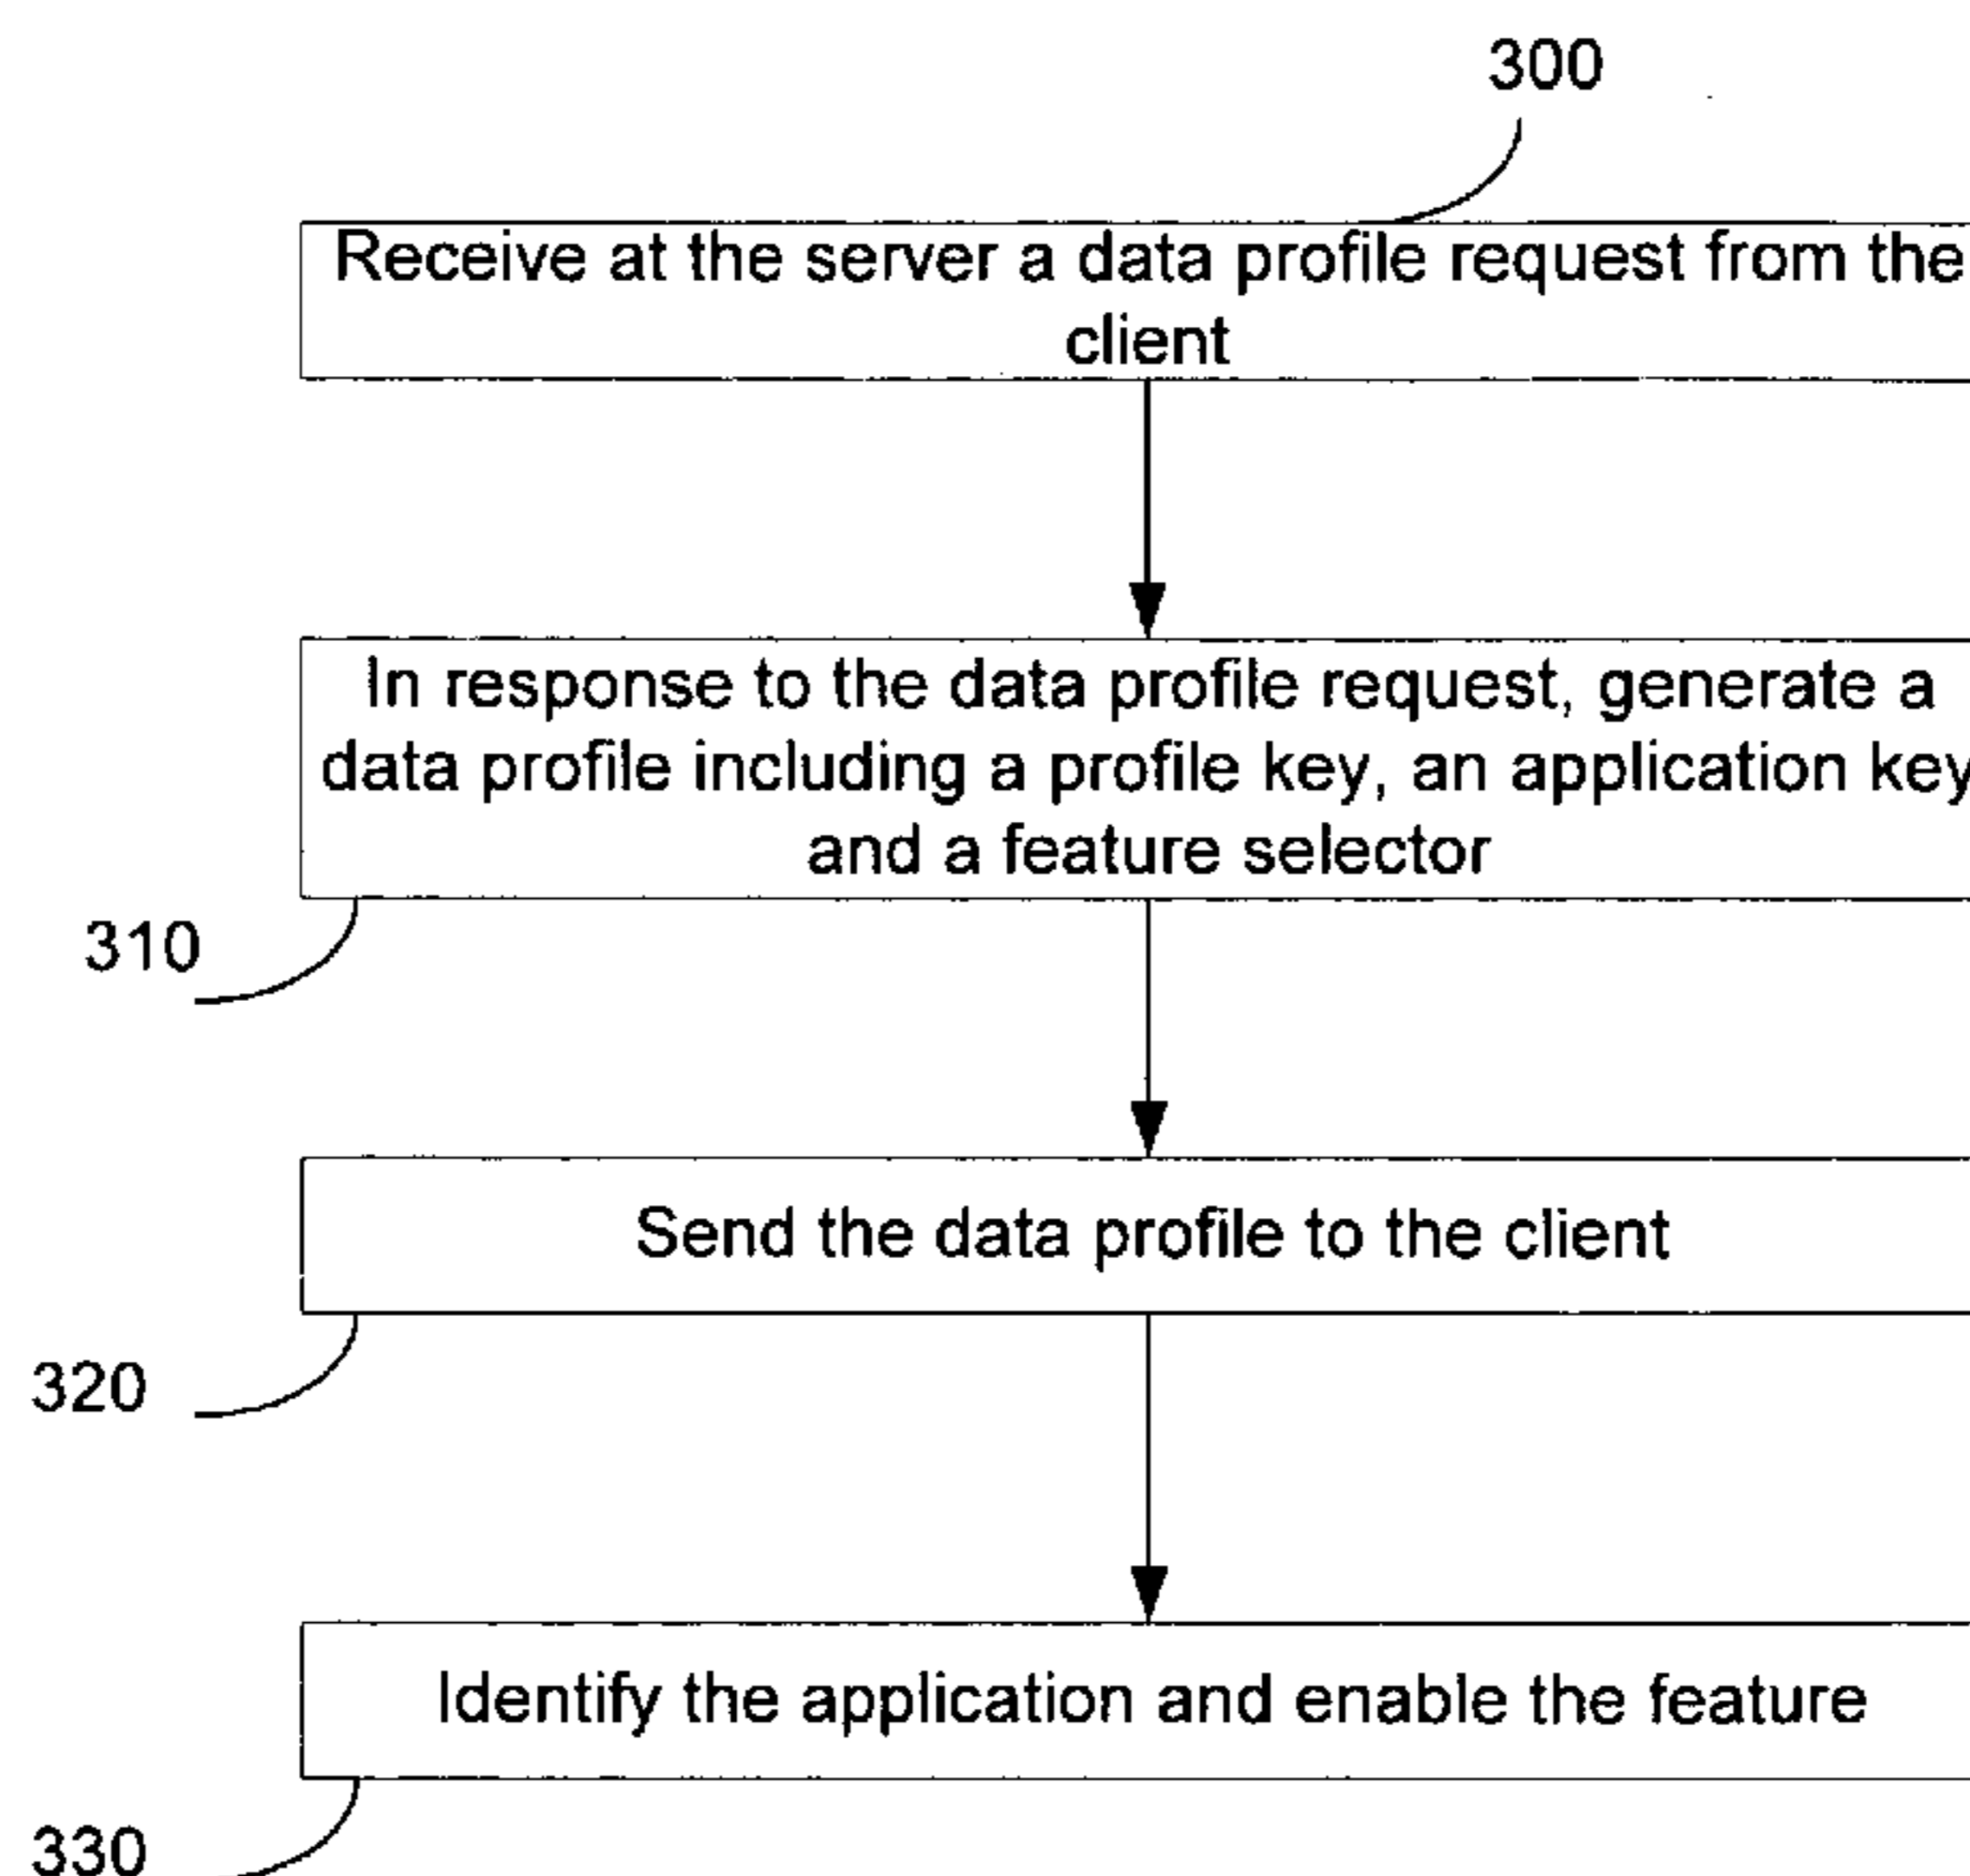 300
Receive at the server a data profile request from the
client
In response to the data profile request, generate a
data profile including a profile key, an application key
and a feature selector
310
Send the data profile to the client
320
Identify the application and enable the feature
330